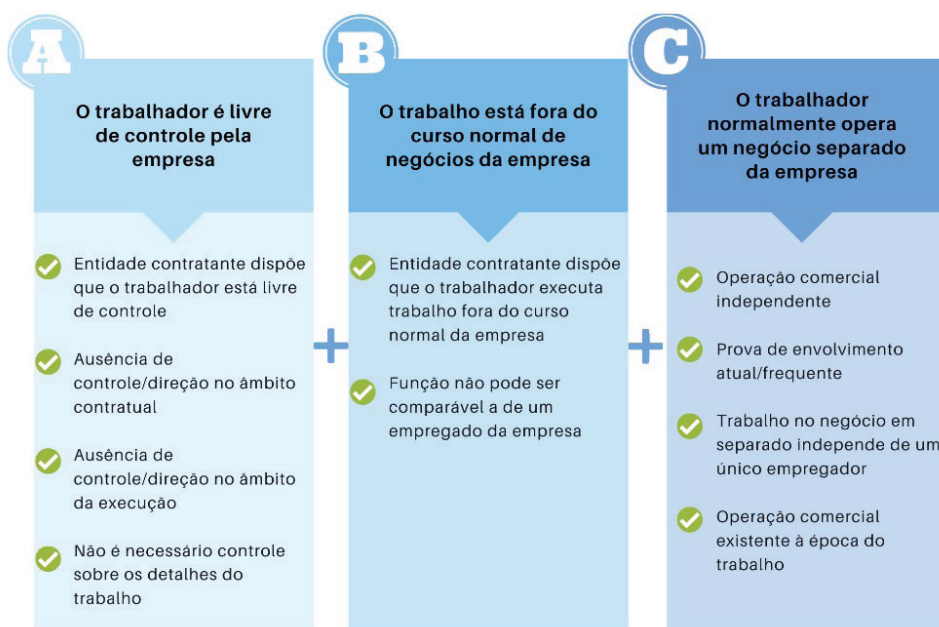 A
O trabalhador é livre
de controle pela
empresa
Entidade contratante dispõe
que o trabalhador está livre
de controle
Ausência de
controle/direção no âmbito
contratual
Ausência de
controle/direção no âmbito
da execução
Não é necessário controle
sobre os detalhes do
trabalho
+
B
O trabalho está fora do
curso normal de
negócios da empresa
Entidade contratante dispõe
que o trabalhador executa
trabalho fora do curso
normal da empresa
Função não pode ser
comparável a de um
empregado da empresa
+
C
O trabalhador
normalmente opera
um negócio separado
da empresa
Operação comercial
independente
Prova de envolvimento
atual/frequente
Trabalho no negócio em
separado independe de um
único empregador
Operação comercial
existente à época do
trabalho